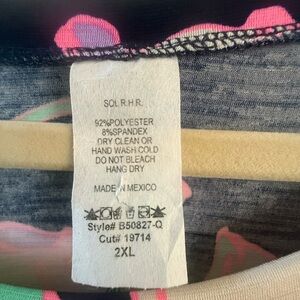 SOL R.H.R.
92%POLYESTER
8%SPANDEX
DRY CLEAN OR
HAND WASH COLD
DO NOT BLEACH
HANG DRY
MADE IN MEXICO
Style# B50827-Q
Cut# 19714
2XL